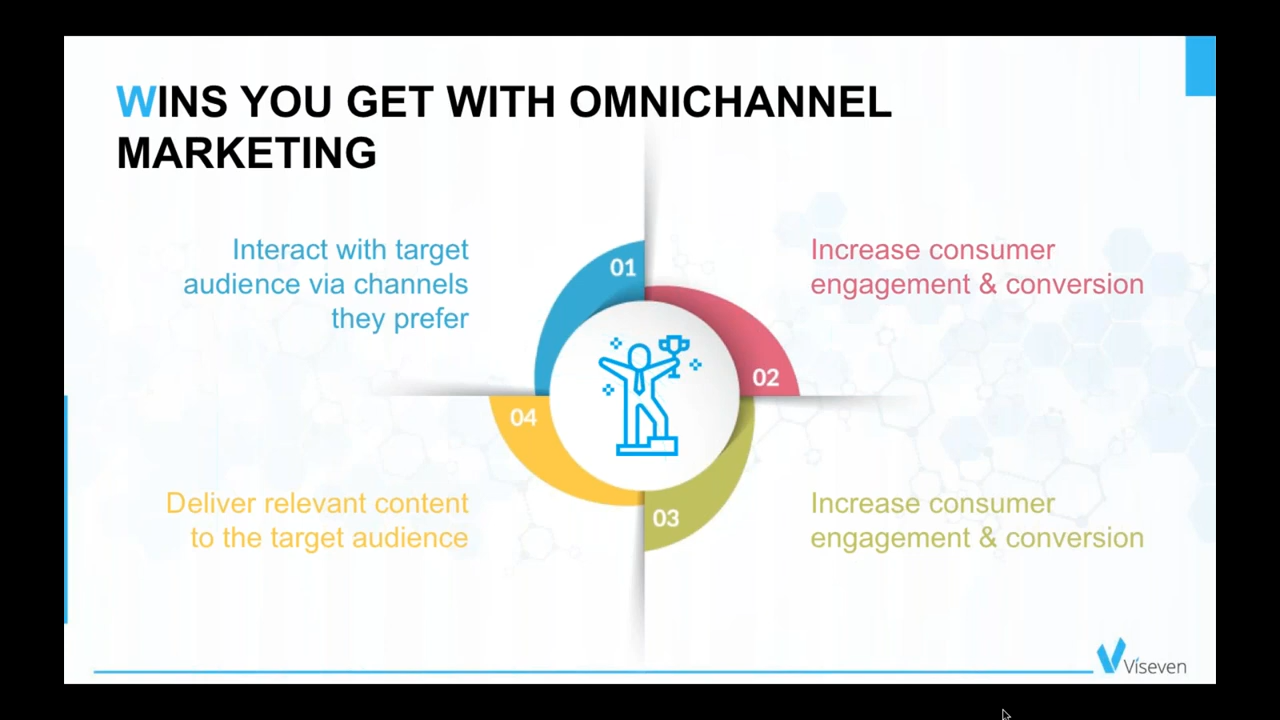 WINS YOU GET WITH OMNICHANNEL
MARKETING
Interact with target
audience via channels
they prefer
01
Increase consumer
engagement & conversion
02
04
Deliver relevant content
to the target audience
03
Increase consumer
engagement & conversion
Viseven